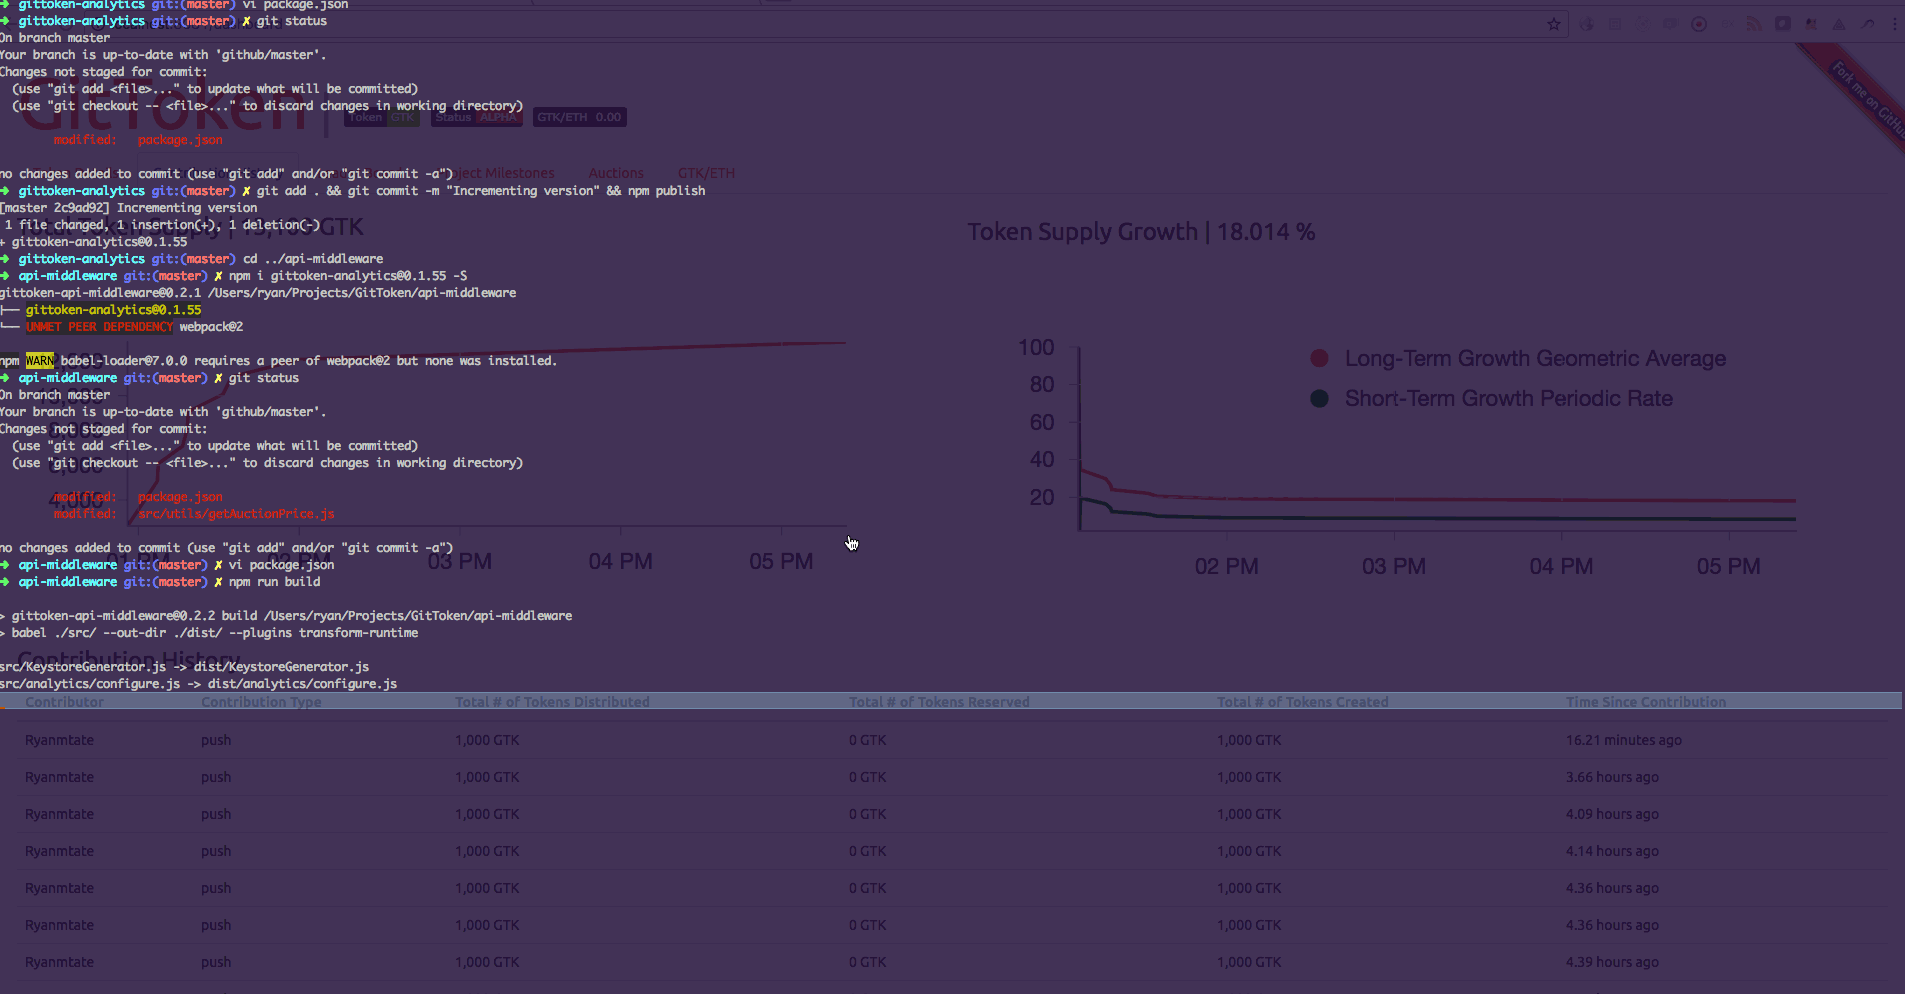 ➜ gittoken-analytics git:(master) vi package.json
➜ gittoken-analytics git:(master) ✗ git status
On branch master
Your branch is up-to-date with 'github/master'.
Changes not staged for commit:
(use "git add <file>..." to update what will be committed)
(use "git checkout -- <file>..." to discard changes in working directory)
modified: package.json
no changes added to commit (use "git add" and/or "git commit -a")
➜ gittoken-analytics git:(master) ✗ git add . && git commit -m "Incrementing version" && npm publish
[master 2c9ad92] Incrementing version
1 file changed, 1 insertion(+), 1 deletion(-)
+ gittoken-analytics@0.1.55
➜ gittoken-analytics git:(master) cd ../api-middleware
➜ api-middleware git:(master) ✗ npm i gittoken-analytics@0.1.55 -S
gittoken-api-middleware@0.2.1 /Users/ryan/Projects/GitToken/api-middleware
├── gittoken-analytics@0.1.55
└── UNMET PEER DEPENDENCY webpack@2
npm WARN babel-loader@7.0.0 requires a peer of webpack@2 but none was installed.
➜ api-middleware git:(master) ✗ git status
On branch master
Your branch is up-to-date with 'github/master'.
Changes not staged for commit:
(use "git add <file>..." to update what will be committed)
(use "git checkout -- <file>..." to discard changes in working directory)
modified: package.json
modified: src/utils/getAuctionPrice.js
no changes added to commit (use "git add" and/or "git commit -a")
➜ api-middleware git:(master) ✗ vi package.json
➜ api-middleware git:(master) ✗ npm run build
> gittoken-api-middleware@0.2.2 build /Users/ryan/Projects/GitToken/api-middleware
> babel ./src/ --out-dir ./dist/ --plugins transform-runtime
src/KeystoreGenerator.js -> dist/KeystoreGenerator.js
src/analytics/configure.js -> dist/analytics/configure.js
Fork me on GitHub
GitToken
Token GTK Status ALPHA GTK/ETH 0.00
Project Milestones Auctions GTK/ETH
Total Token Supply | GTK
4,000
01 PM 02 PM 03 PM 04 PM 05 PM
Token Supply Growth | 18.014 %
100
80
60
40
20
Long-Term Growth Geometric Average
Short-Term Growth Periodic Rate
02 PM 03 PM 04 PM 05 PM
Contribution History
Contributor Contribution Type Total # of Tokens Distributed Total # of Tokens Reserved Total # of Tokens Created Time Since Contribution
Ryanmtate push 1,000 GTK 0 GTK 1,000 GTK 16.21 minutes ago
Ryanmtate push 1,000 GTK 0 GTK 1,000 GTK 3.66 hours ago
Ryanmtate push 1,000 GTK 0 GTK 1,000 GTK 4.09 hours ago
Ryanmtate push 1,000 GTK 0 GTK 1,000 GTK 4.14 hours ago
Ryanmtate push 1,000 GTK 0 GTK 1,000 GTK 4.36 hours ago
Ryanmtate push 1,000 GTK 0 GTK 1,000 GTK 4.36 hours ago
Ryanmtate push 1,000 GTK 0 GTK 1,000 GTK 4.39 hours ago